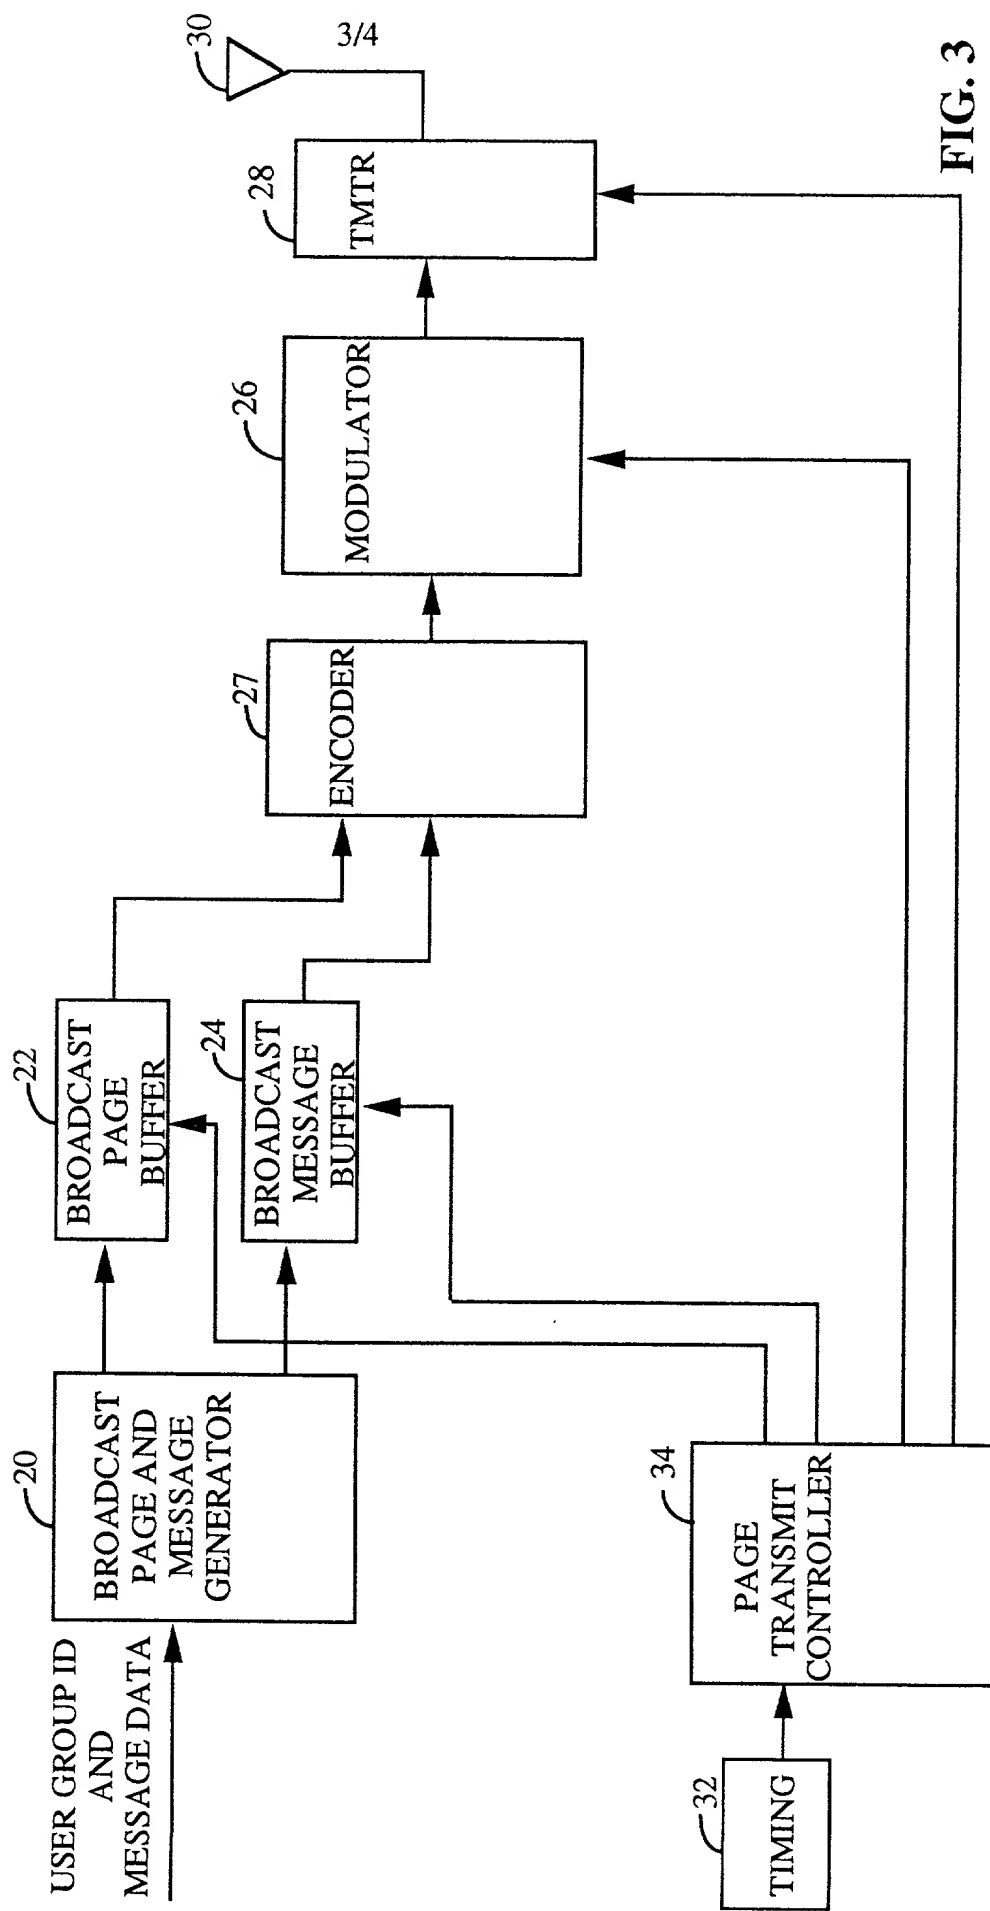 3/4
USER GROUP ID
AND
MESSAGE DATA
20
BROADCAST
PAGE AND
MESSAGE
GENERATOR
22
BROADCAST
PAGE
BUFFER
24
BROADCAST
MESSAGE
BUFFER
27
ENCODER
26
MODULATOR
28
TMTR
30
32
TIMING
34
PAGE
TRANSMIT
CONTROLLER
FIG. 3